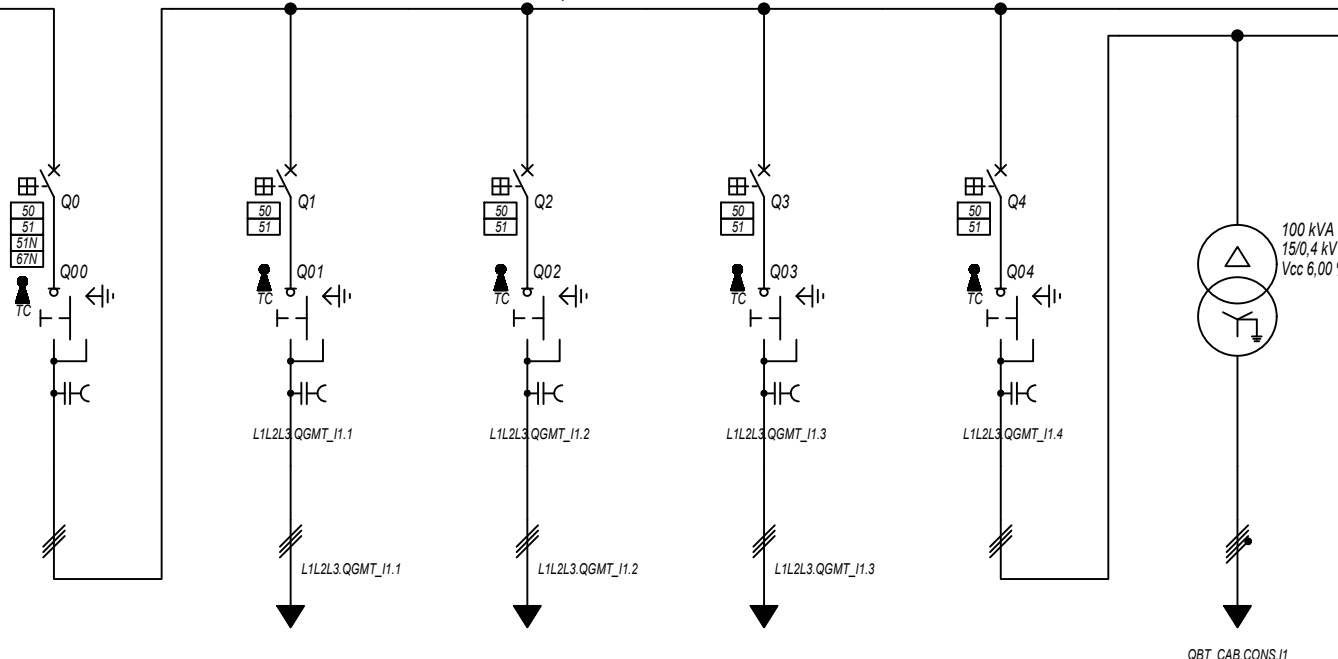 Q0
50
51
51N
67N
Q00
TC
Q1
50
51
Q01
TC
L1L2L3.QGMT_I1.1
L1L2L3.QGMT_I1.1
Q2
50
51
Q02
TC
L1L2L3.QGMT_I1.2
L1L2L3.QGMT_I1.2
Q3
50
51
Q03
TC
L1L2L3.QGMT_I1.3
L1L2L3.QGMT_I1.3
Q4
50
51
Q04
TC
L1L2L3.QGMT_I1.4
100 kVA
15/0,4 kV
Vcc 6,00
QBT_CAB.CONS.I1